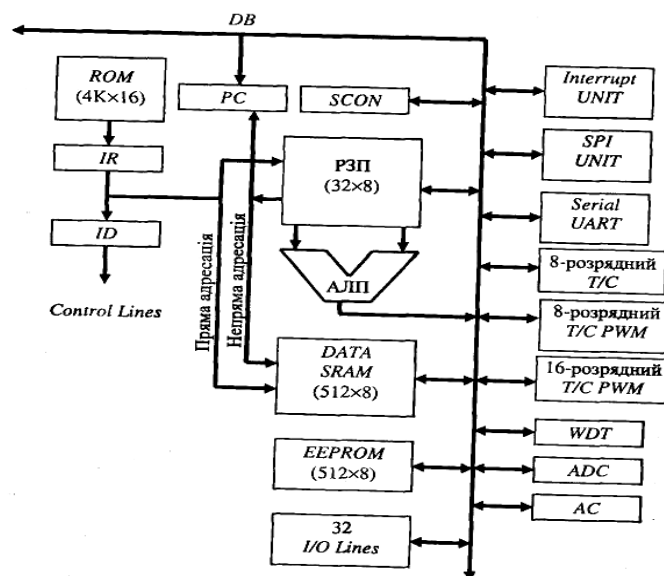 DB
ROM
(4K×16)
PC
SCON
Interrupt
UNIT
IR
РЗП
(32×8)
SPI
UNIT
ID
Serial
UART
Control Lines
Пряма адресація
Непряма адресація
АЛП
8-розрядний
T/C
8-розрядний
T/C PWM
DATA
SRAM
(512×8)
16-розрядний
T/C PWM
WDT
EEPROM
(512×8)
ADC
AC
32
I/O Lines